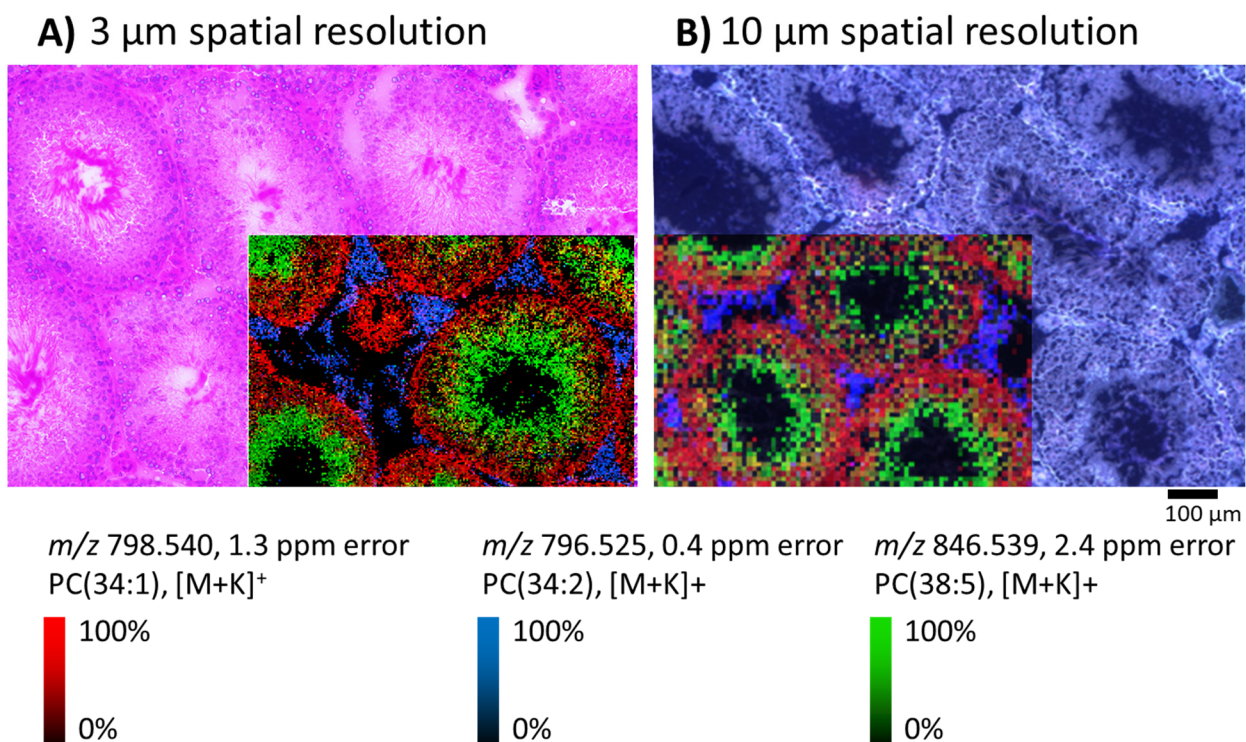 A) 3 µm spatial resolution
B) 10 µm spatial resolution
100 µm
m/z 798.540, 1.3 ppm error
PC(34:1), [M+K]⁺
100%
0%
m/z 796.525, 0.4 ppm error
PC(34:2), [M+K]+
100%
0%
m/z 846.539, 2.4 ppm error
PC(38:5), [M+K]+
100%
0%